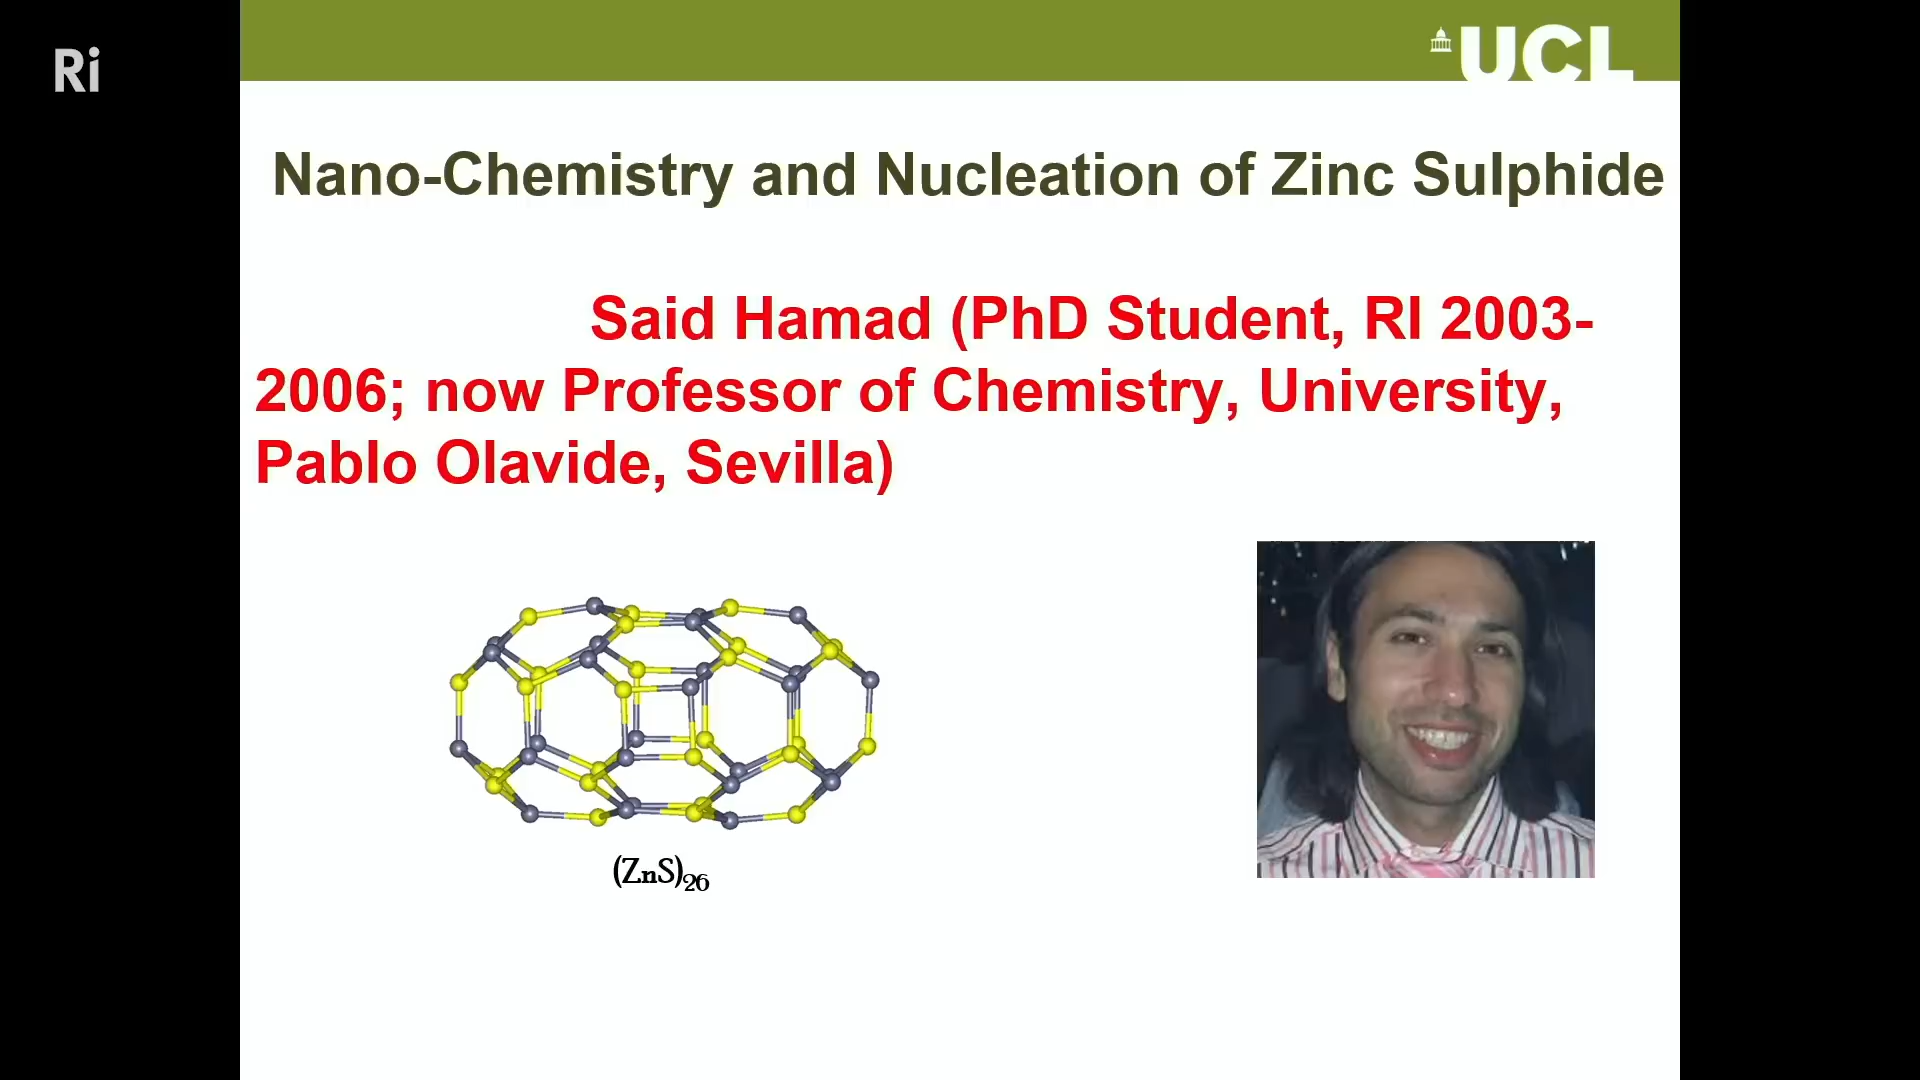 Ri
UCL
Nano-Chemistry and Nucleation of Zinc Sulphide
Said Hamad (PhD Student, RI 2003-
2006; now Professor of Chemistry, University,
Pablo Olavide, Sevilla)
(ZnS)26